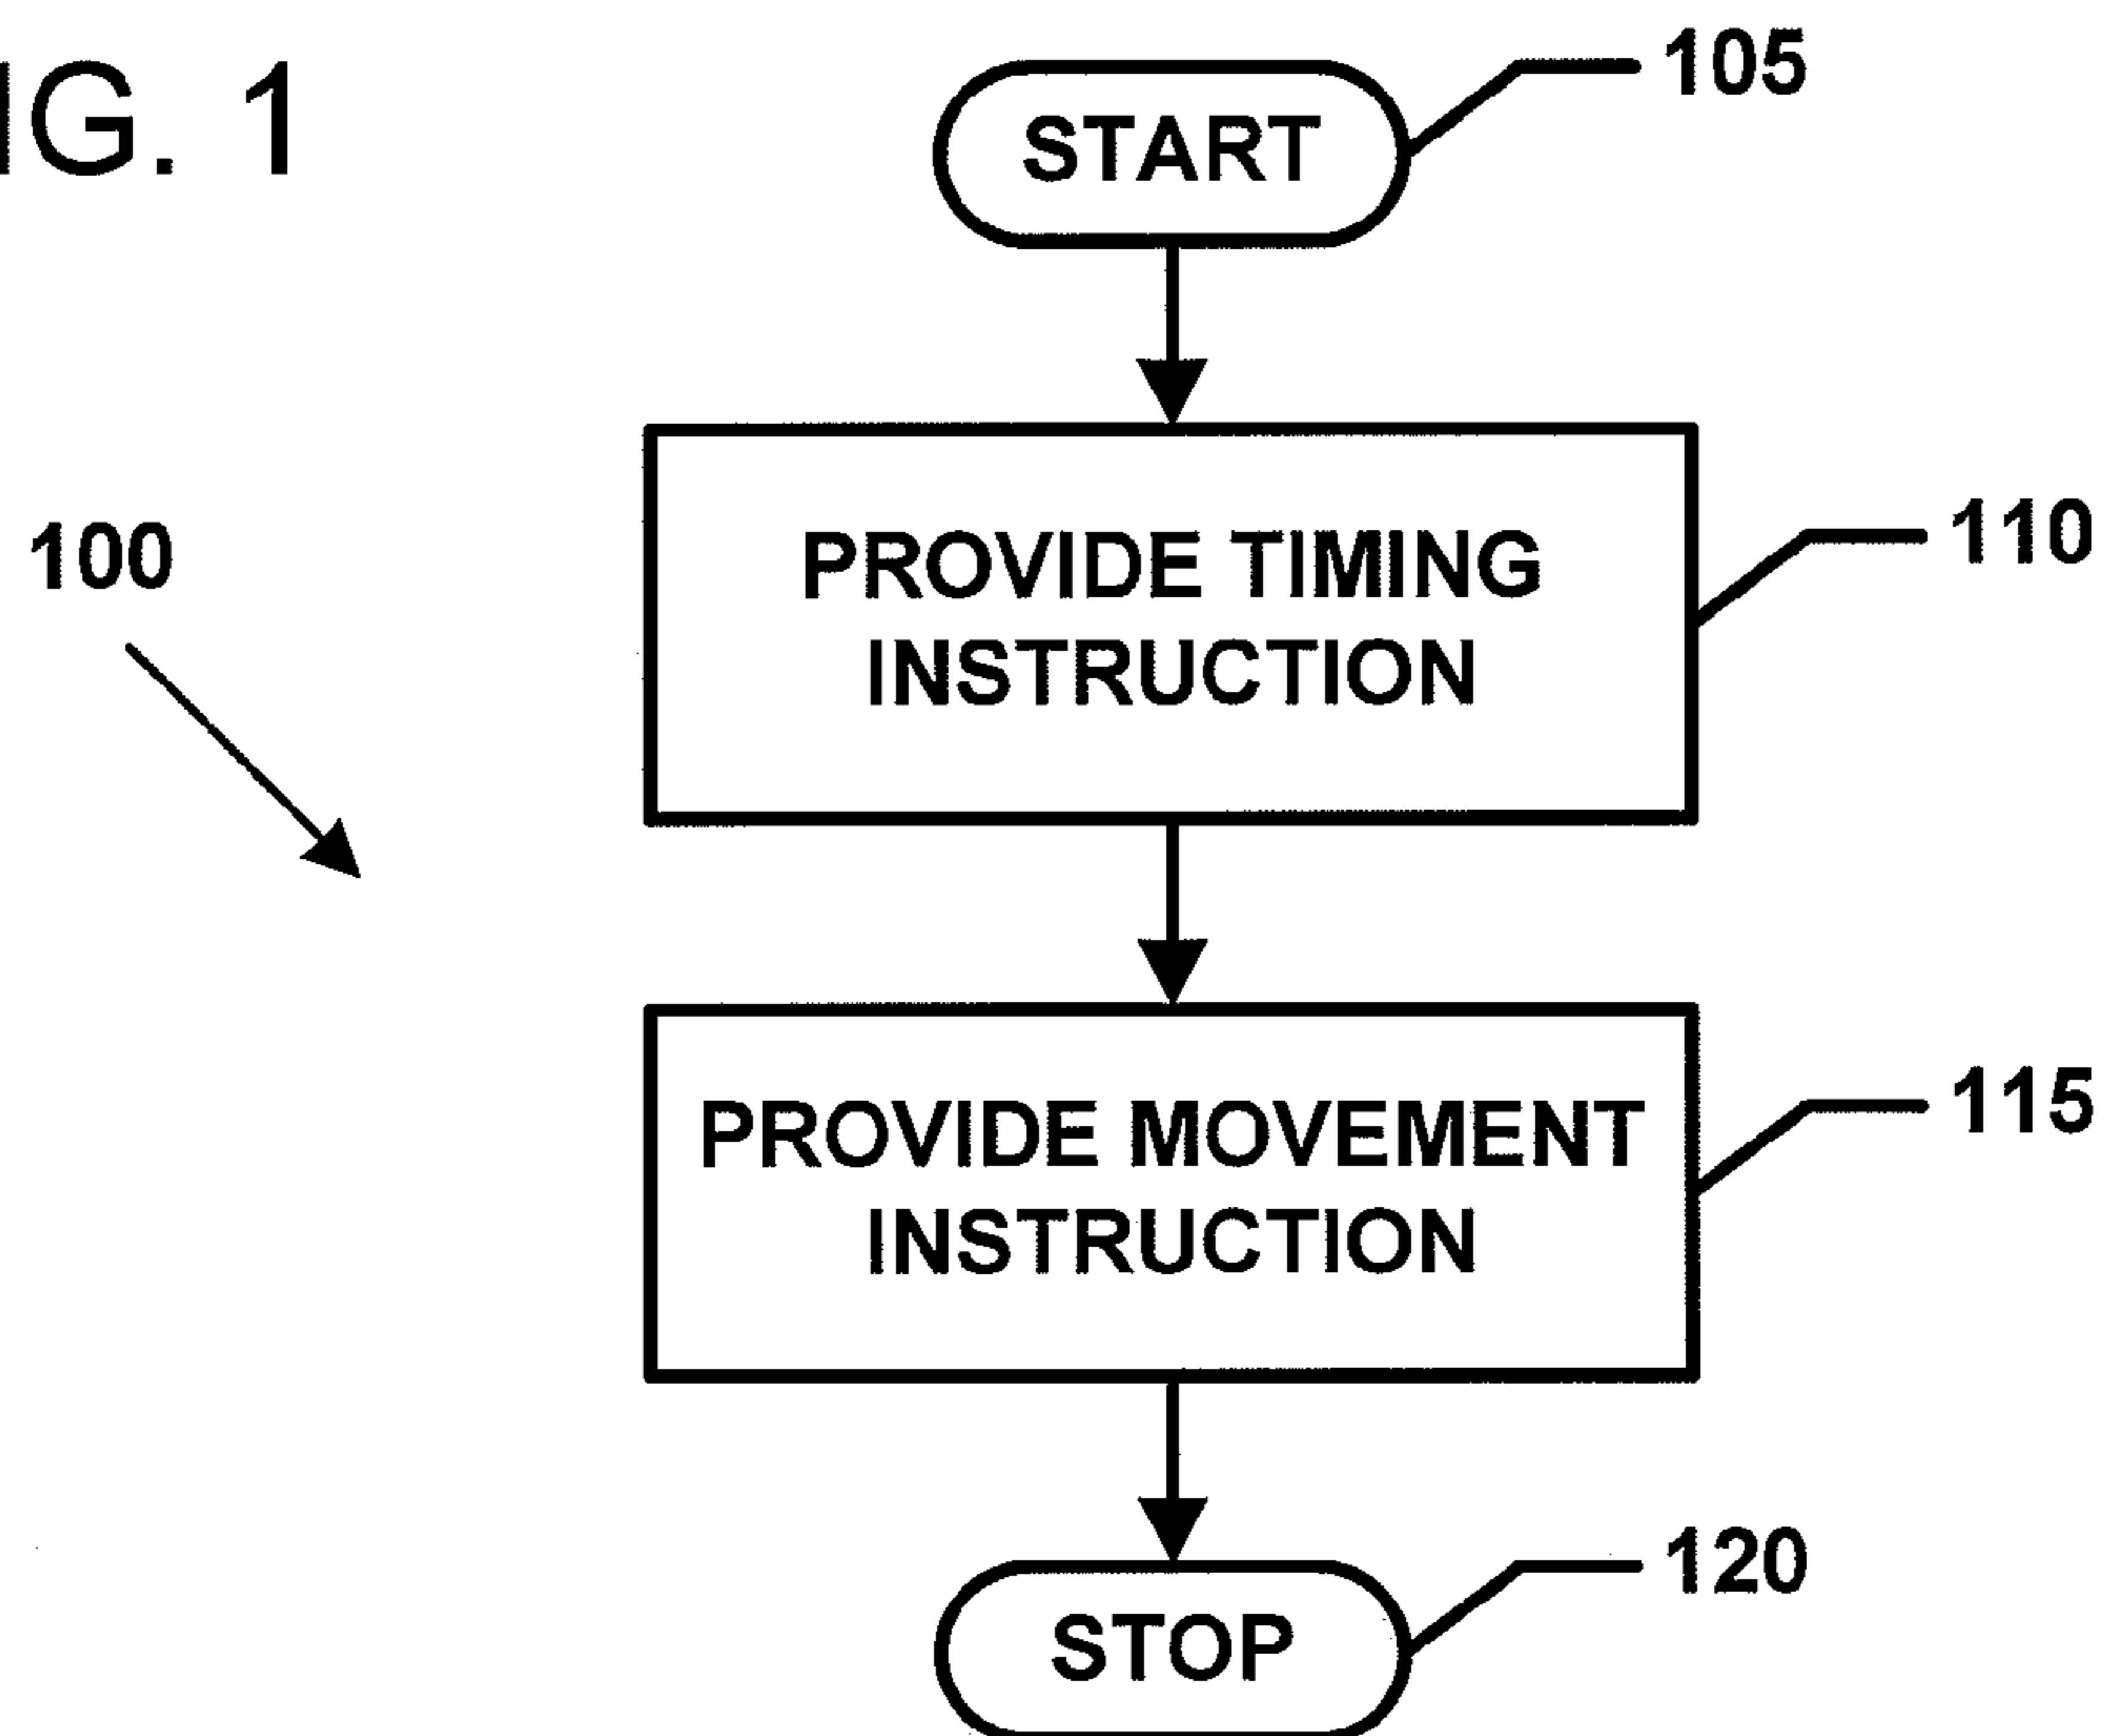 IG. 1
START
105
100
PROVIDE TIMING
INSTRUCTION
110
PROVIDE MOVEMENT
INSTRUCTION
115
STOP
120